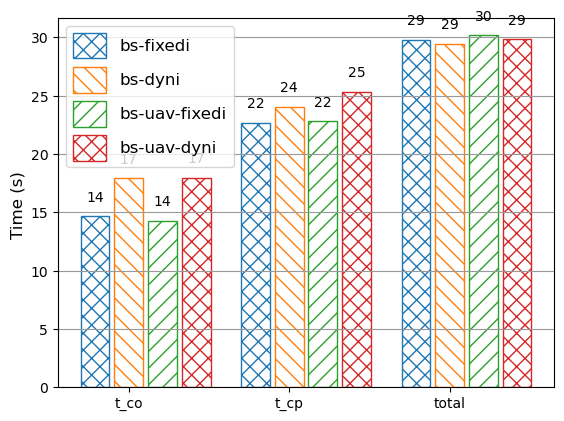 29 29 30 29
30
bs-fixedi
bs-dyni
bs-uav-fixedi
bs-uav-dyni
25
22 24 22 25
20
17 17
14 14
15
10
5
0
Time (s)
t_co t_cp total